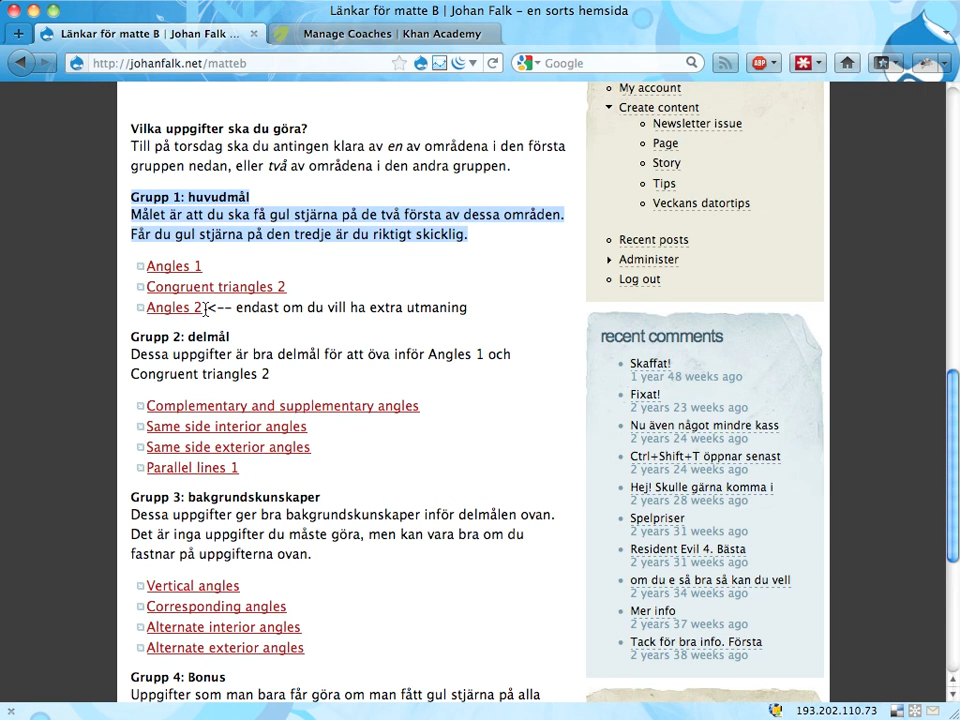 Länkar för matte B | Johan Falk – en sorts hemsida
Länkar för matte B | Johan Falk ...
Manage Coaches | Khan Academy
http://johanfalk.net/matteb
Google
ABP
Vilka uppgifter ska du göra?
Till på torsdag ska du antingen klara av en av områdena i den första
gruppen nedan, eller två av områdena i den andra gruppen.
Grupp 1: huvudmål
Målet är att du ska få gul stjärna på de två första av dessa områden.
Får du gul stjärna på den tredje är du riktigt skicklig.
Angles 1
Congruent triangles 2
Angles 2 <-- endast om du vill ha extra utmaning
Grupp 2: delmål
Dessa uppgifter är bra delmål för att öva inför Angles 1 och
Congruent triangles 2
Complementary and supplementary angles
Same side interior angles
Same side exterior angles
Parallel lines 1
Grupp 3: bakgrundskunskaper
Dessa uppgifter ger bra bakgrundskunskaper inför delmålen ovan.
Det är inga uppgifter du måste göra, men kan vara bra om du
fastnar på uppgifterna ovan.
Vertical angles
Corresponding angles
Alternate interior angles
Alternate exterior angles
Grupp 4: Bonus
Uppgifter som man bara får göra om man fått gul stjärna på alla
My account
Create content
Newsletter issue
Page
Story
Tips
Veckans datortips
Recent posts
Administer
Log out
recent comments
Skaffat!
1 year 48 weeks ago
Fixat!
2 years 23 weeks ago
Nu även något mindre kass
2 years 24 weeks ago
Ctrl+Shift+T öppnar senast
2 years 24 weeks ago
Hej! Skulle gärna komma i
2 years 28 weeks ago
Spelpriser
2 years 31 weeks ago
Resident Evil 4. Bästa
2 years 31 weeks ago
om du e så bra så kan du vell
2 years 34 weeks ago
Mer info
2 years 37 weeks ago
Tack för bra info. Första
2 years 38 weeks ago
193.202.110.73